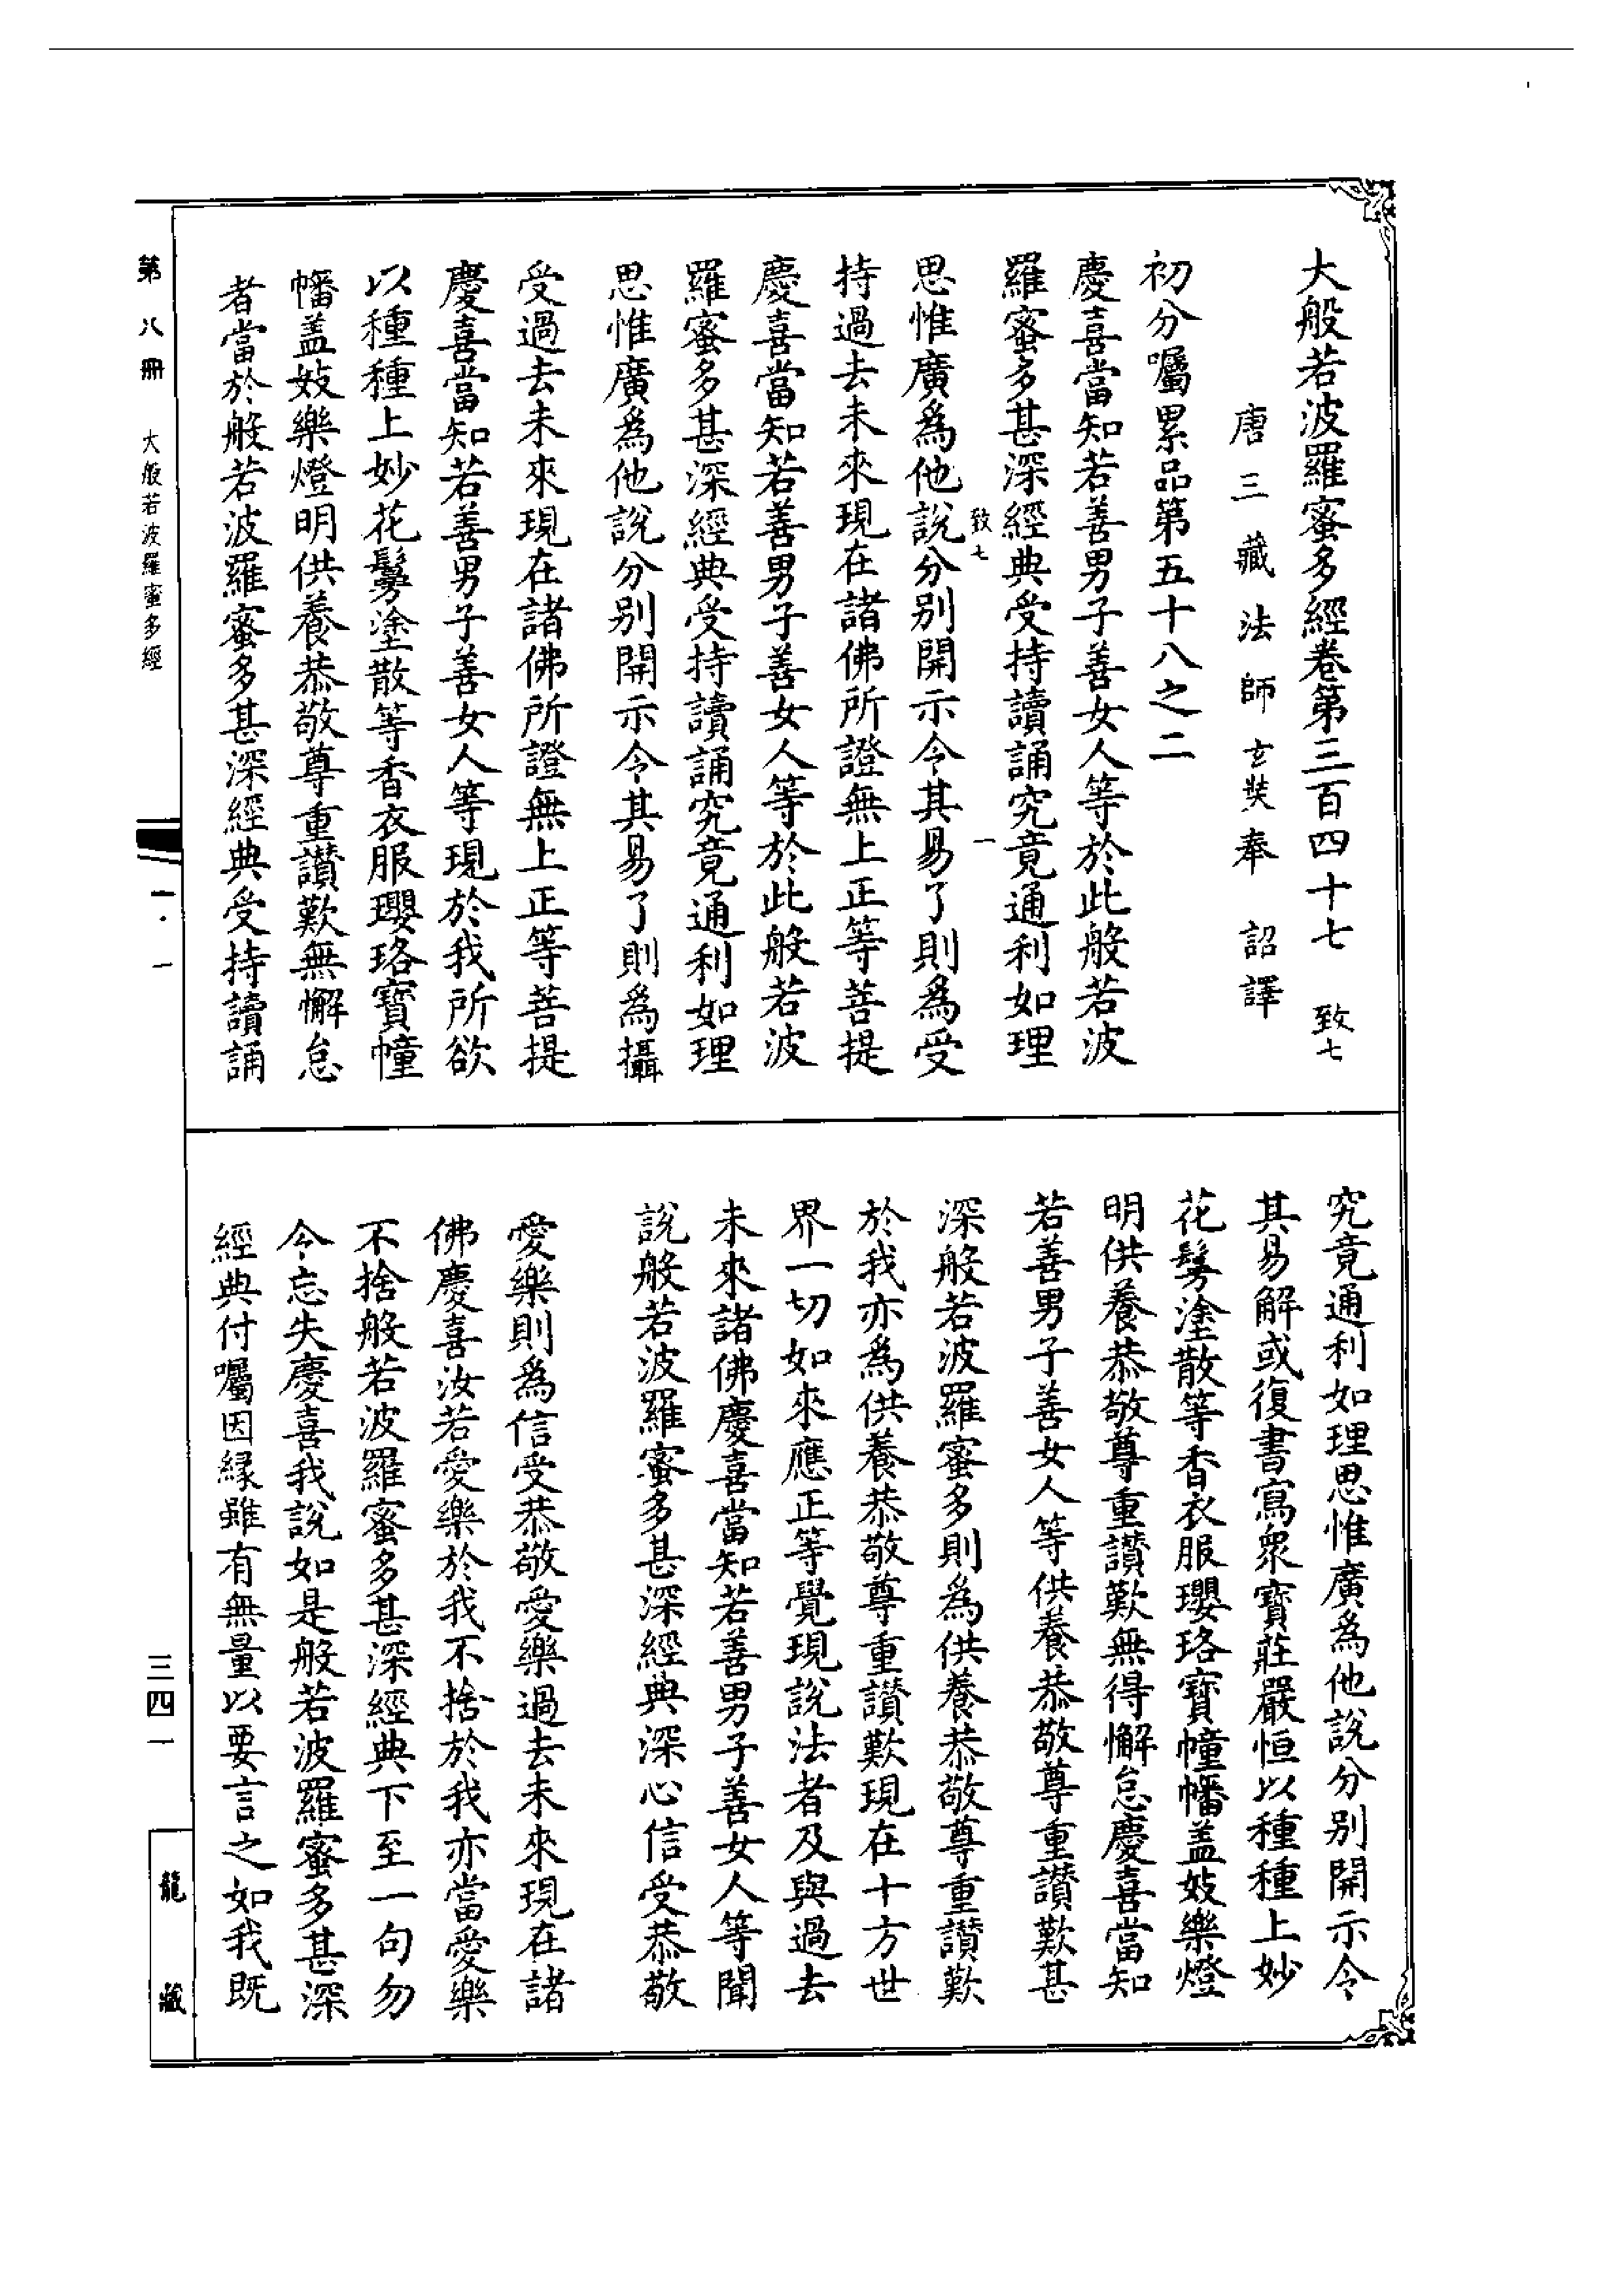 大般若波羅蜜多經卷第三百四十七　致七
唐三藏法師玄奘奉　詔譯
初分囑累品第五十八之二
慶喜當知若善男子善女人等於此般若波
羅蜜多甚深經典受持讀誦究竟通利如理
致七　一
思惟廣爲他說分別開示令其易了則爲受
持過去未來現在諸佛所證無上正等菩提
慶喜當知若善男子善女人等於此般若波
羅蜜多甚深經典受持讀誦究竟通利如理
思惟廣爲他說分別開示令其易了則爲攝
受過去未來現在諸佛所證無上正等菩提
慶喜當知若善男子善女人等現於我所欲
以種種上妙花鬘塗散等香衣服瓔珞寶幢
幡盖妓樂燈明供養恭敬尊重讚歎無懈怠
者當於般若波羅蜜多甚深經典受持讀誦
究竟通利如理思惟廣爲他說分別開示令
其易解或復書寫衆寶莊嚴恒以種種上妙
花鬘塗散等香衣服瓔珞寶幢幡盖妓樂燈
明供養恭敬尊重讚歎無得懈怠慶喜當知
若善男子善女人等供養恭敬尊重讚歎甚
深般若波羅蜜多則爲供養恭敬尊重讚歎
於我亦爲供養恭敬尊重讚歎現在十方世
界一切如來應正等覺現說法者及與過去
未來諸佛慶喜當知若善男子善女人等聞
說般若波羅蜜多甚深經典深心信受恭敬
愛樂則爲信受恭敬愛樂過去未來現在諸
佛慶喜汝若愛樂於我不捨於我亦當愛樂
不捨般若波羅蜜多甚深經典下至一句勿
令忘失慶喜我說如是般若波羅蜜多甚深
經典付囑因緣雖有無量以要言之如我既
第八冊　大般若波羅蜜多經
一·一
三四一
龍藏